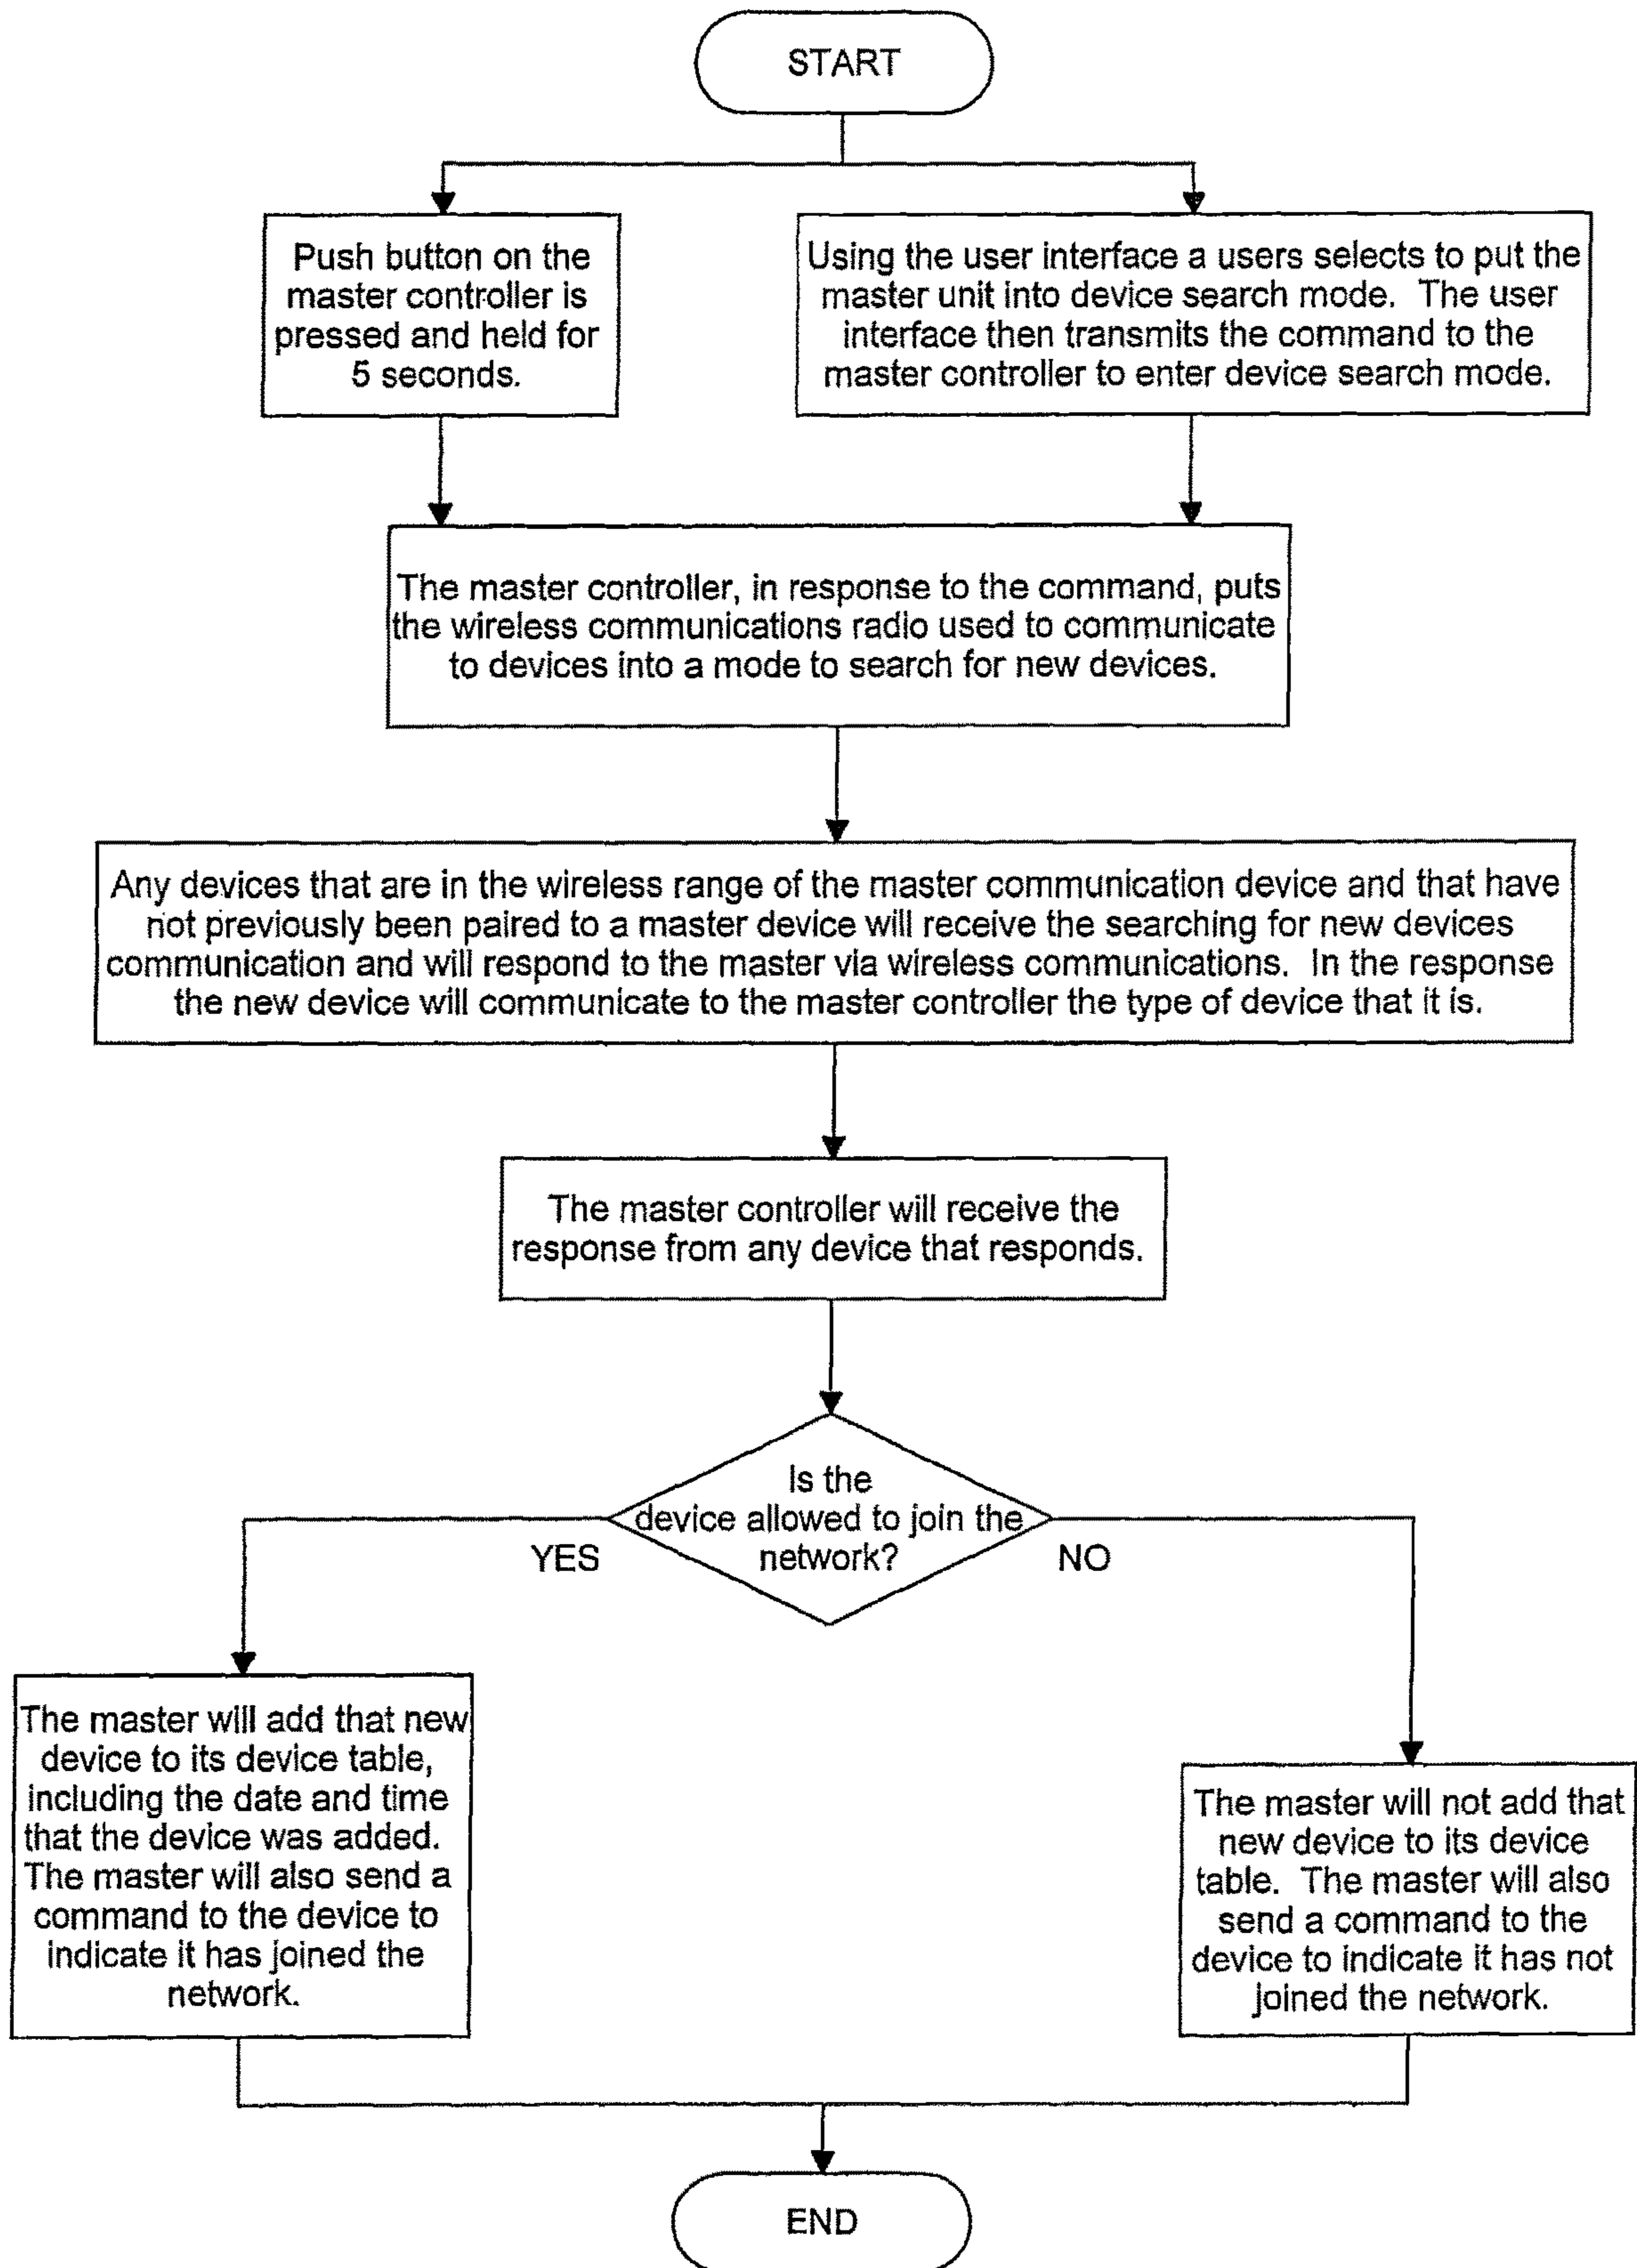 START
Push button on the
master controller is
pressed and held for
5 seconds.
Using the user interface a users selects to put the
master unit into device search mode. The user
interface then transmits the command to the
master controller to enter device search mode.
The master controller, in response to the command, puts
the wireless communications radio used to communicate
to devices into a mode to search for new devices.
Any devices that are in the wireless range of the master communication device and that have
not previously been paired to a master device will receive the searching for new devices
communication and will respond to the master via wireless communications. In the response
the new device will communicate to the master controller the type of device that it is.
The master controller will receive the
response from any device that responds.
Is the
device allowed to join the
network?
YES
NO
The master will add that new
device to its device table,
including the date and time
that the device was added.
The master will also send a
command to the device to
indicate it has joined the
network.
The master will not add that
new device to its device
table. The master will also
send a command to the
device to indicate it has not
joined the network.
END